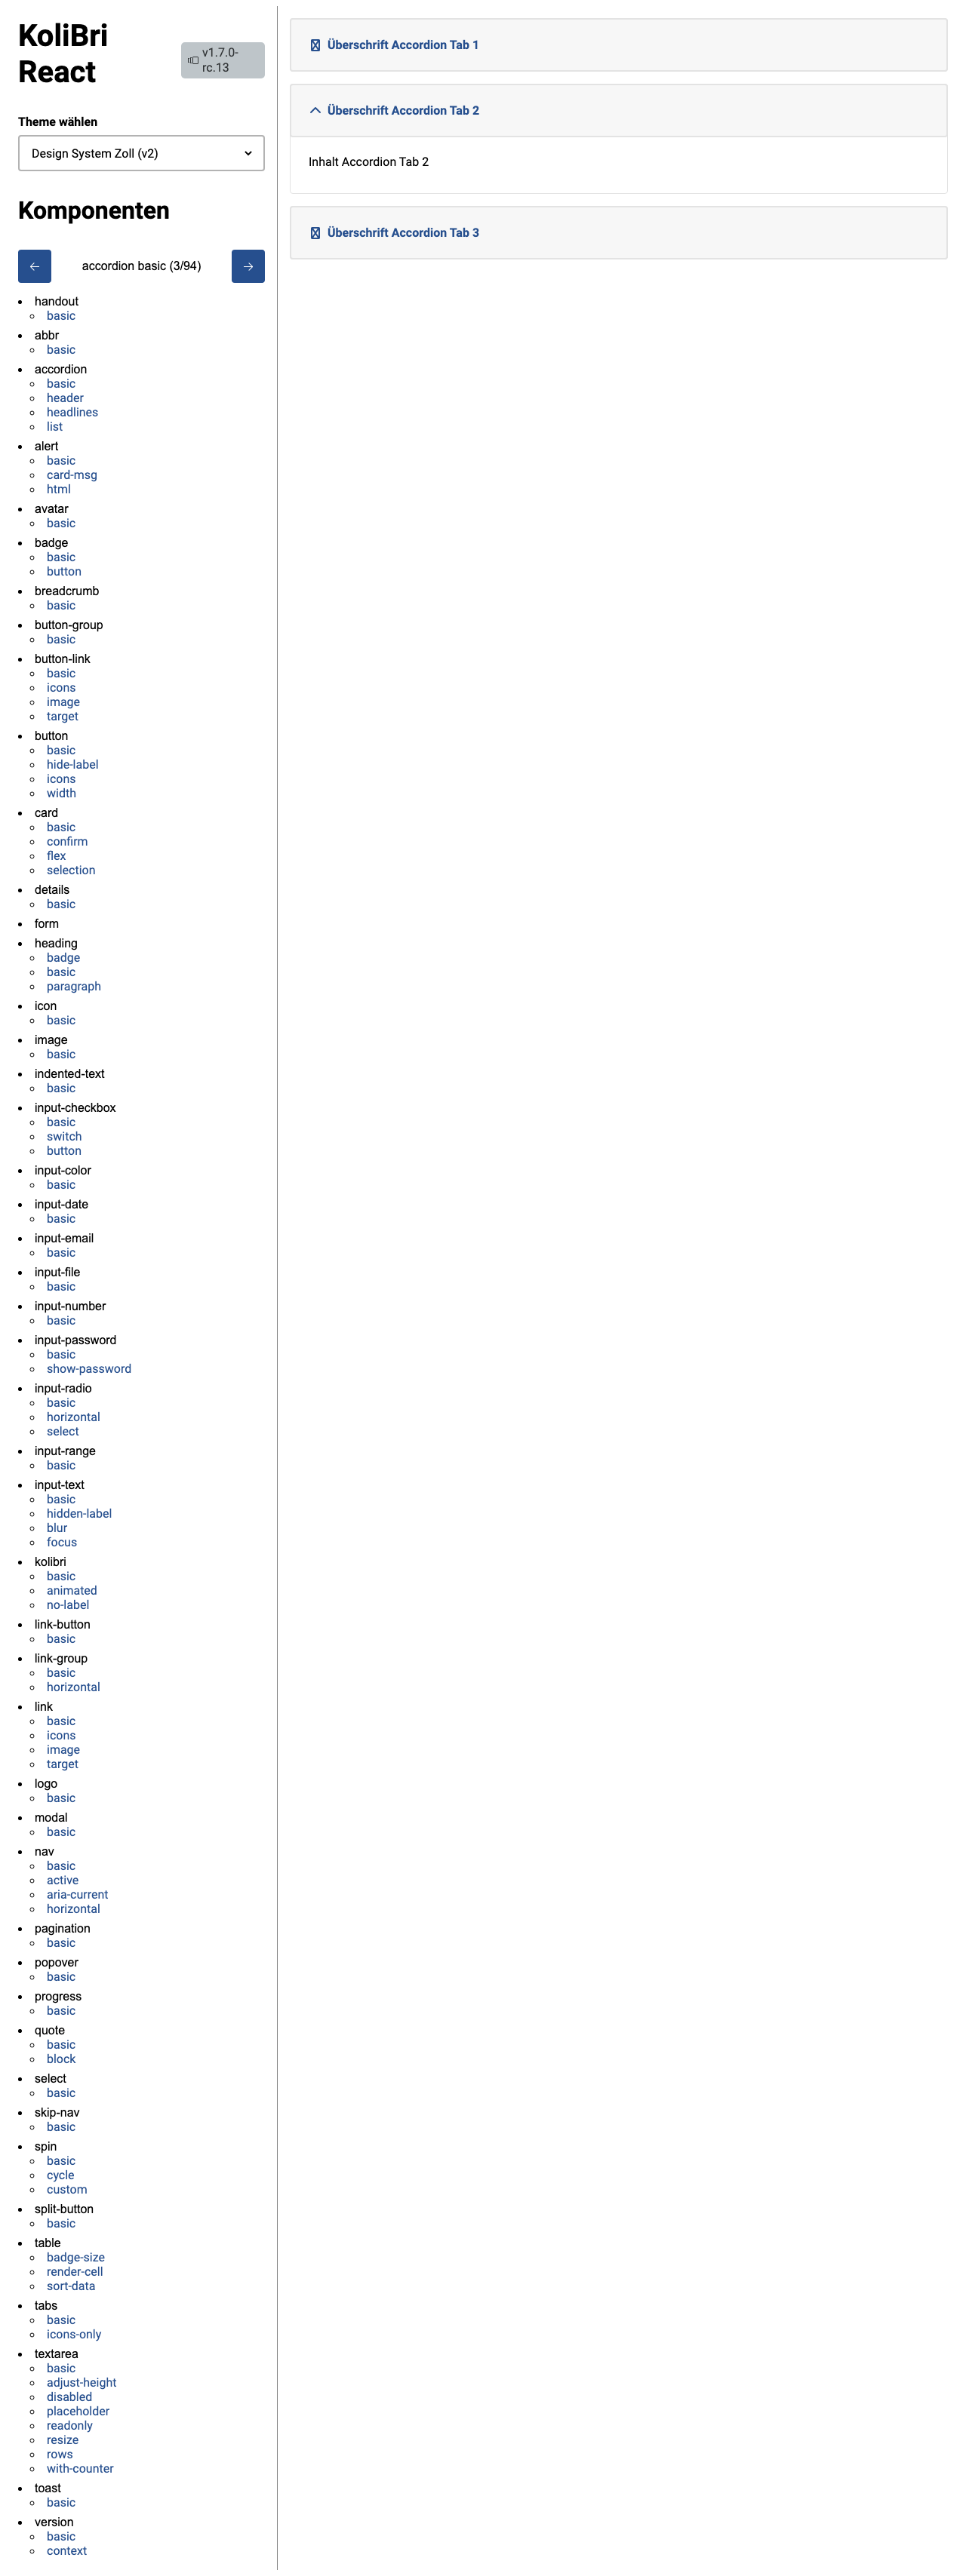 KoliBri
React
v1.7.0-
rc.13
Theme wählen
Design System Zoll (v2)
Komponenten
accordion basic (3/94)
handout
basic
abbr
basic
accordion
basic
header
headlines
list
alert
basic
card-msg
html
avatar
basic
badge
basic
button
breadcrumb
basic
button-group
basic
button-link
basic
icons
image
target
button
basic
hide-label
icons
width
card
basic
confirm
flex
selection
details
basic
form
heading
badge
basic
paragraph
icon
basic
image
basic
indented-text
basic
input-checkbox
basic
switch
button
input-color
basic
input-date
basic
input-email
basic
input-file
basic
input-number
basic
input-password
basic
show-password
input-radio
basic
horizontal
select
input-range
basic
input-text
basic
hidden-label
blur
focus
kolibri
basic
animated
no-label
link-button
basic
link-group
basic
horizontal
link
basic
icons
image
target
logo
basic
modal
basic
nav
basic
active
aria-current
horizontal
pagination
basic
popover
basic
progress
basic
quote
basic
block
select
basic
skip-nav
basic
spin
basic
cycle
custom
split-button
basic
table
badge-size
render-cell
sort-data
tabs
basic
icons-only
textarea
basic
adjust-height
disabled
placeholder
readonly
resize
rows
with-counter
toast
basic
version
basic
context
Überschrift Accordion Tab 1
Überschrift Accordion Tab 2
Inhalt Accordion Tab 2
Überschrift Accordion Tab 3